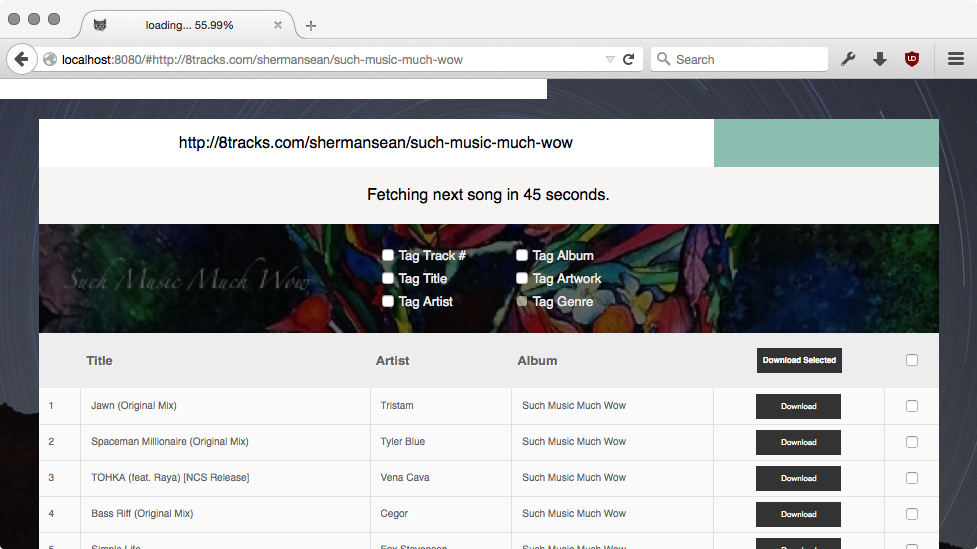 loading... 55.99%
localhost:8080/#http://8tracks.com/shermansean/such-music-much-wow
Search
http://8tracks.com/shermansean/such-music-much-wow
Fetching next song in 45 seconds.
Such Music Much Wow
Tag Track # Tag Album
Tag Title Tag Artwork
Tag Artist Tag Genre
Title Artist Album Download Selected
1 Jawn (Original Mix) Tristam Such Music Much Wow Download
2 Spaceman Millionaire (Original Mix) Tyler Blue Such Music Much Wow Download
3 TOHKA (feat. Raya) [NCS Release] Vena Cava Such Music Much Wow Download
4 Bass Riff (Original Mix) Cegor Such Music Much Wow Download
5 Simple Life Fox Stevenson Such Music Much Wow Download